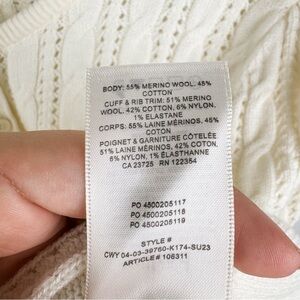 BODY: 55% MERINO WOOL, 45%
COTTON
CUFF & RIB TRIM: 51% MERINO
WOOL, 42% COTTON, 6% NYLON,
1% ELASTANE
CORPS: 55% LAINE MÉRINOS, 45%
COTON
POIGNET & GARNITURE CÔTELÉE
51% LAINE MÉRINOS, 42% COTON,
6% NYLON, 1% ÉLASTHANNE
CA 23725 RN 122354
PO 4500205117
PO 4500205118
PO 4500205119
STYLE #
CWY 04-03-39760-K174-SU23
ARTICLE # 108311